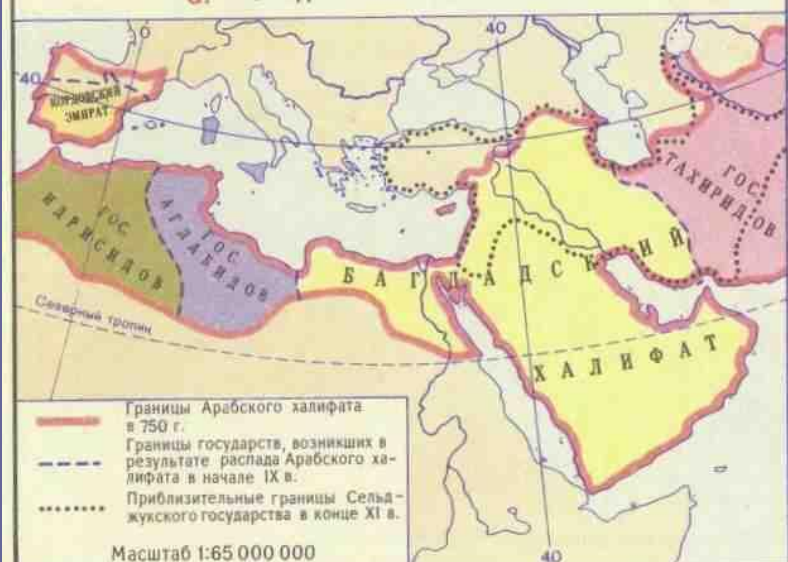 0
40
40
КОРДОВСКИЙ
ЭМИРАТ
ГОС.
ИДРИСИДОВ
ГОС.
АГЛАБИДОВ
ГОС.
ТАХИРИДОВ
БАГДАДСКИЙ
ХАЛИФАТ
Северный тропик
40
Границы Арабского халифата
в 750 г.
Границы государств, возникших в
результате распада Арабского ха-
лифата в начале IX в.
Приблизительные границы Сельд-
жукского государства в конце XI в.
Масштаб 1:65 000 000